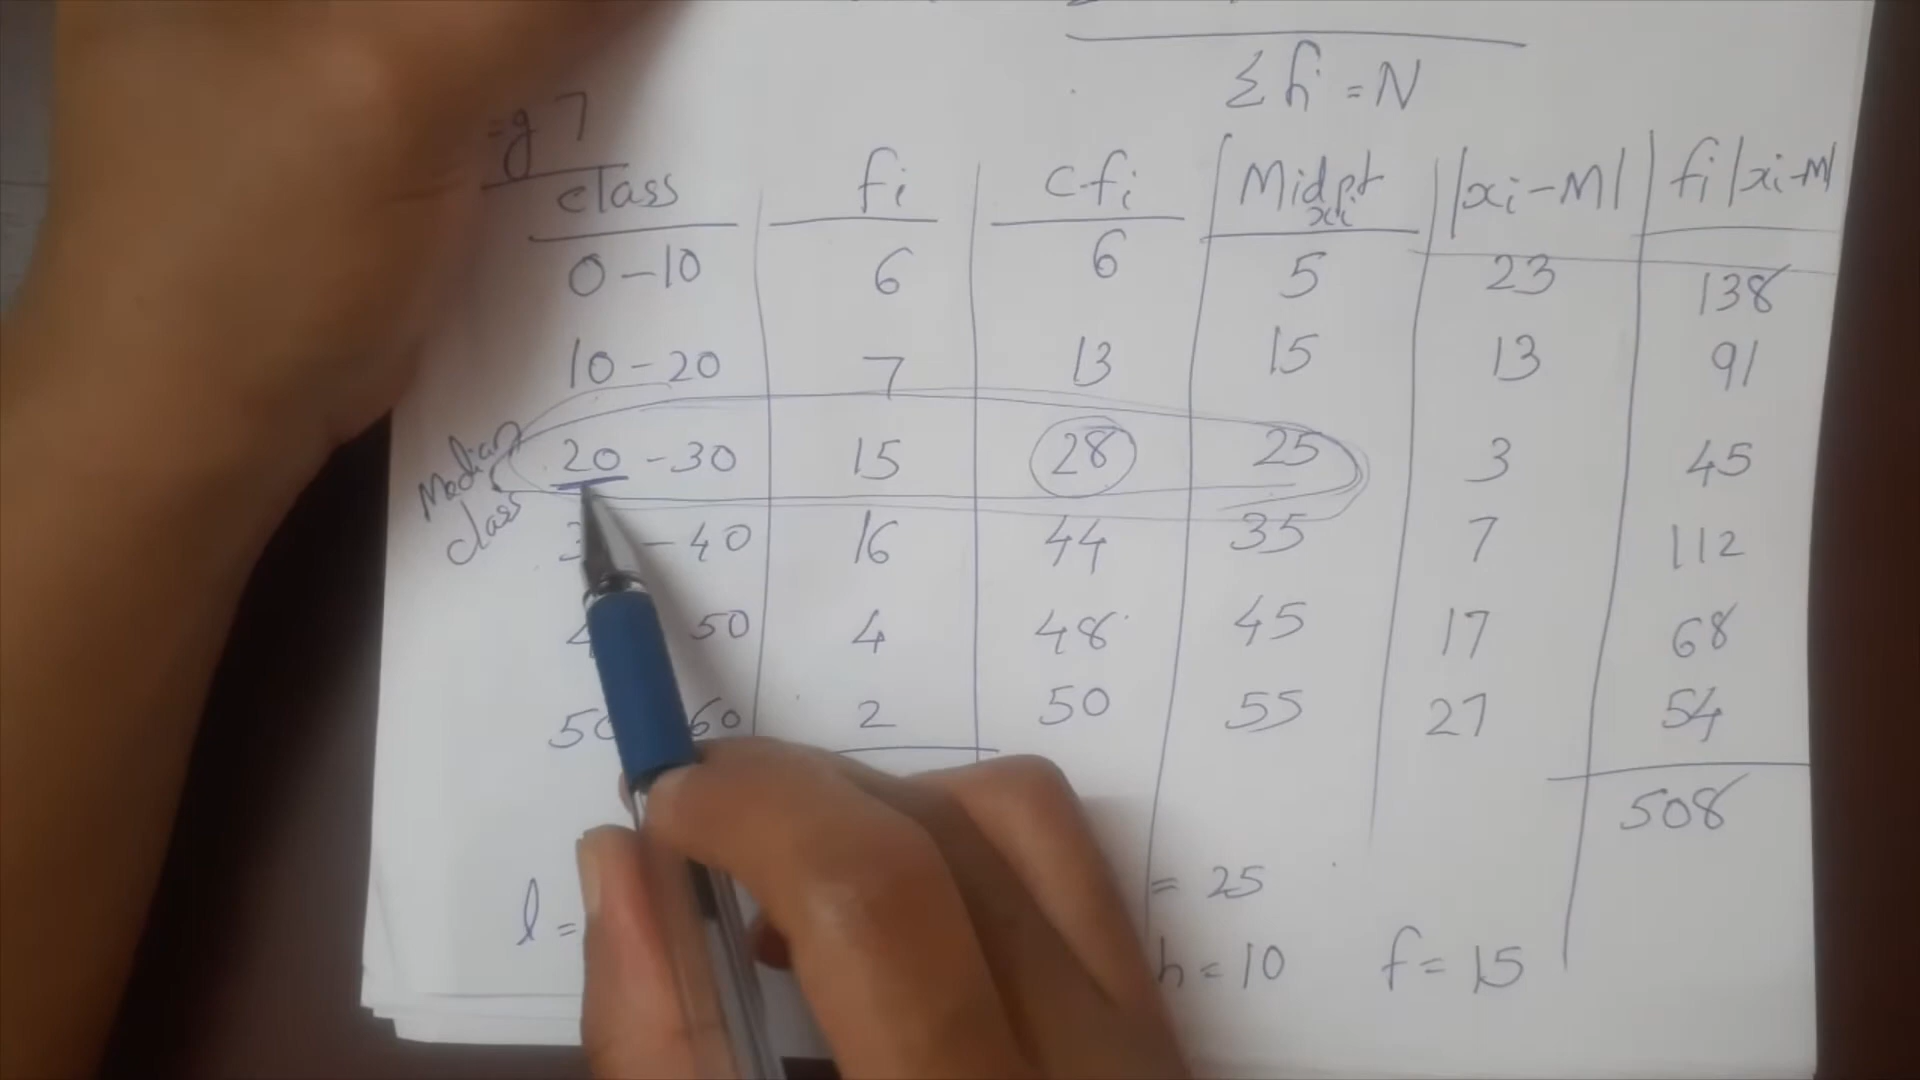 Σfi = N
=g 7
class fi cfi Midpt xi |xi-M| fi|xi-M|
0-10 6 6 5 23 138
10-20 7 13 15 13 91
Median class 20-30 15 28 25 3 45
-40 16 44 35 7 112
50 4 48 45 17 68
50 60 2 50 55 27 54
508
= 25
l = h = 10 f = 15